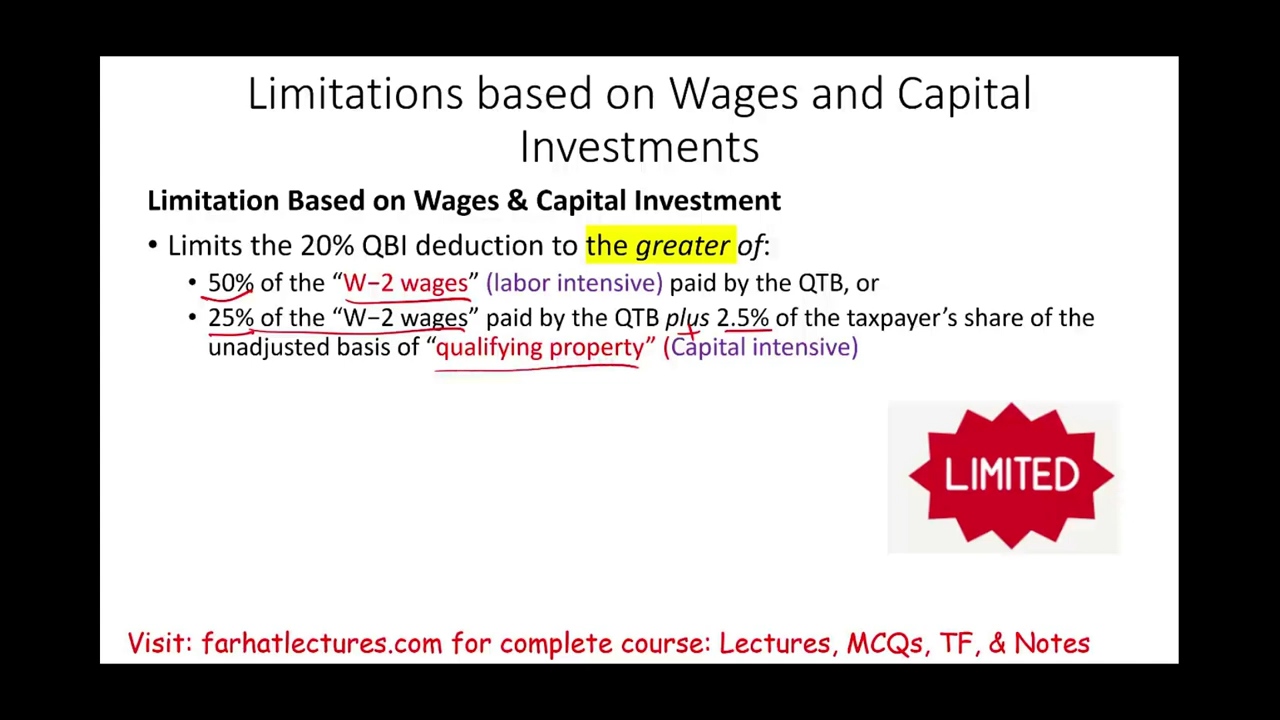 Limitations based on Wages and Capital
Investments
Limitation Based on Wages & Capital Investment
• Limits the 20% QBI deduction to the greater of:
• 50% of the “W−2 wages” (labor intensive) paid by the QTB, or
• 25% of the “W−2 wages” paid by the QTB plus 2.5% of the taxpayer’s share of the
unadjusted basis of “qualifying property” (Capital intensive)
LIMITED
Visit: farhatlectures.com for complete course: Lectures, MCQs, TF, & Notes